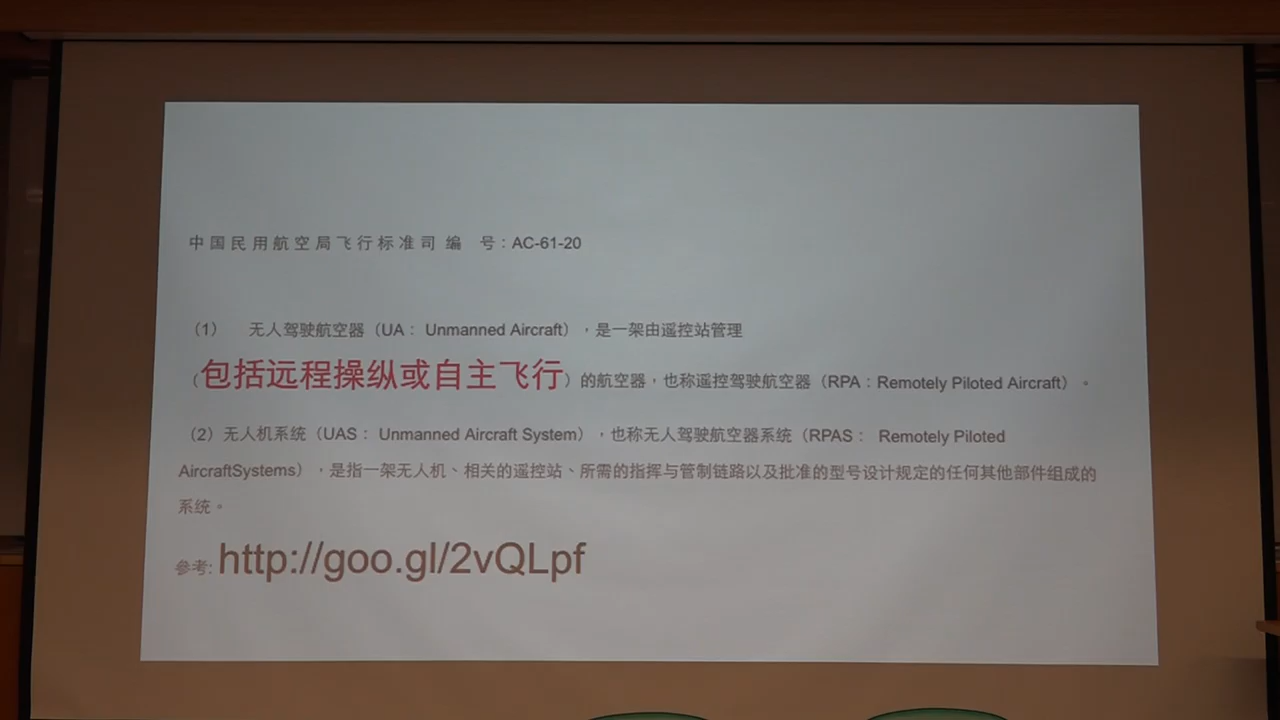 中国民用航空局飞行标准司 编 号：AC-61-20
（1） 无人驾驶航空器（UA： Unmanned Aircraft），是一架由遥控站管理
（包括远程操纵或自主飞行）的航空器，也称遥控驾驶航空器（RPA：Remotely Piloted Aircraft）。
（2）无人机系统（UAS： Unmanned Aircraft System），也称无人驾驶航空器系统（RPAS： Remotely Piloted
AircraftSystems），是指一架无人机、相关的遥控站、所需的指挥与管制链路以及批准的型号设计规定的任何其他部件组成的
系统。
参考: http://goo.gl/2vQLpf